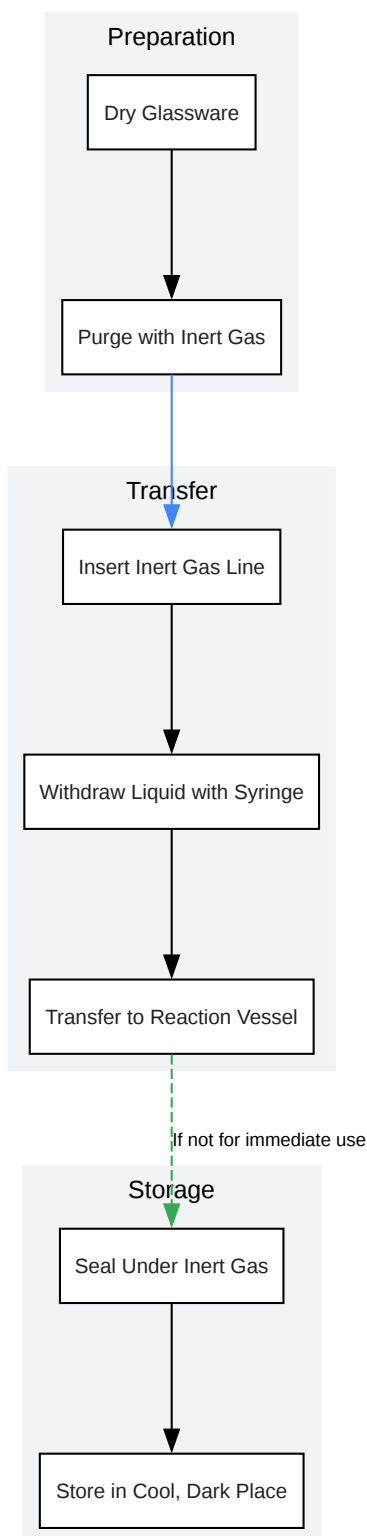 Preparation
Dry Glassware
Purge with Inert Gas
Transfer
Insert Inert Gas Line
Withdraw Liquid with Syringe
Transfer to Reaction Vessel
If not for immediate use
Storage
Seal Under Inert Gas
Store in Cool, Dark Place